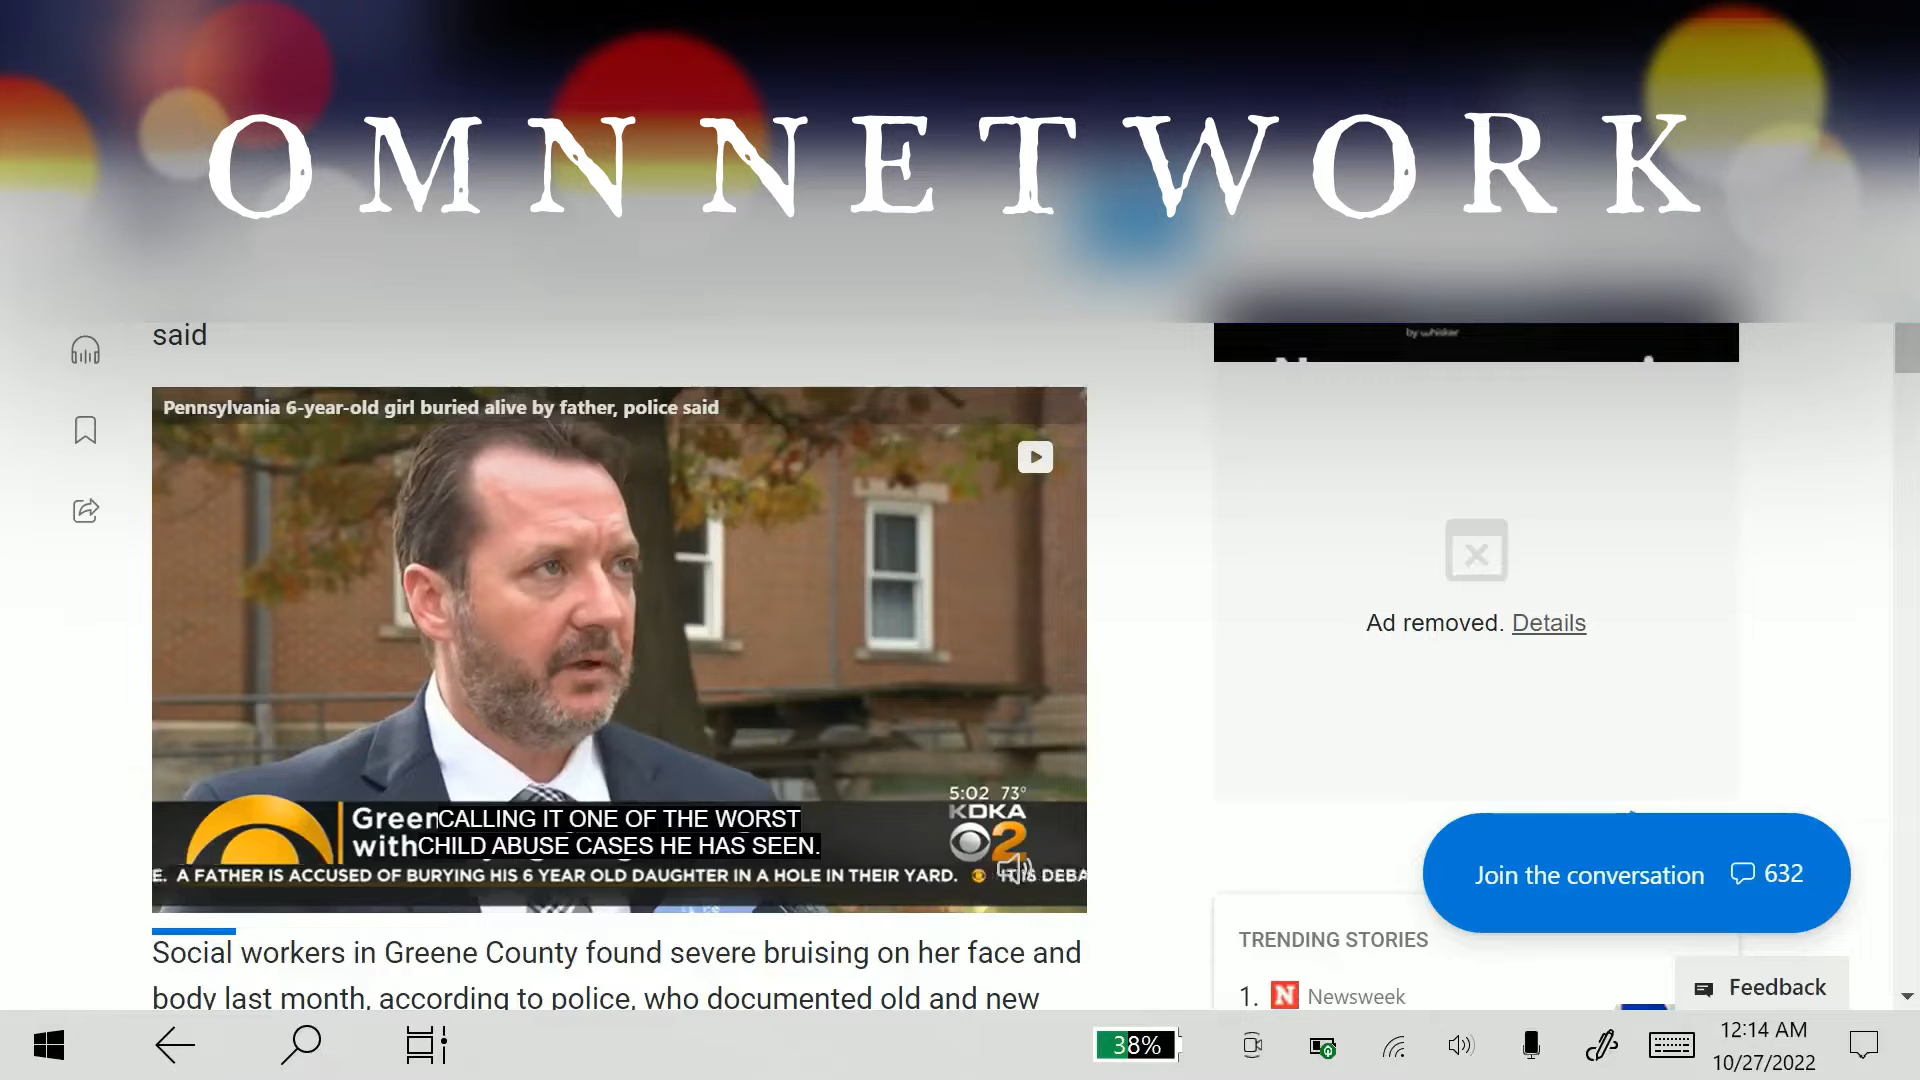 OMN NETWORK
said
by whisker
Pennsylvania 6-year-old girl buried alive by father, police said
5:02 73°
KDKA
2
Green
CALLING IT ONE OF THE WORST
with
CHILD ABUSE CASES HE HAS SEEN.
E. A FATHER IS ACCUSED OF BURYING HIS 6 YEAR OLD DAUGHTER IN A HOLE IN THEIR YARD.
Social workers in Greene County found severe bruising on her face and
body last month, according to police, who documented old and new
Ad removed. Details
Join the conversation 632
TRENDING STORIES
1. N Newsweek
Feedback
38%
12:14 AM
10/27/2022